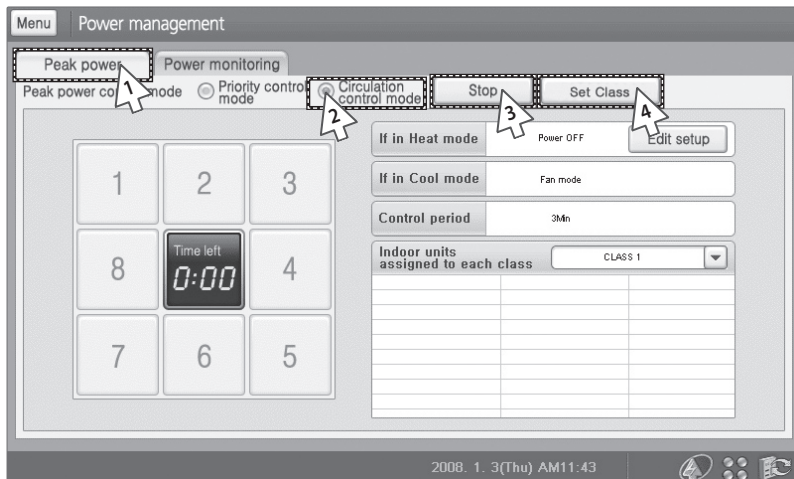 Menu Power management
Peak power Power monitoring
Peak power control mode Priority control mode Circulation control mode Stop Set Class
1
2
3
4
If in Heat mode Power OFF Edit setup
If in Cool mode Fan mode
Control period 3Min
Indoor units assigned to each class CLASS 1
1 2 3
8 Time left 0:00 4
7 6 5
2008. 1. 3(Thu) AM11:43